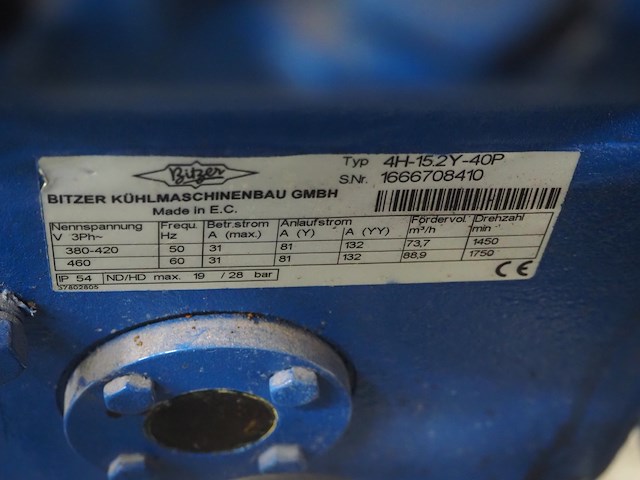 Bitzer
Typ 4H-15.2Y-40P
S.Nr. 1666708410
BITZER KÜHLMASCHINENBAU GMBH
Made in E.C.
Nennspannung Frequ. Betr.strom Anlaufstrom Fördervol. Drehzahl
V 3Ph~ Hz A (max.) A (Y) A (YY) m³/h min
380-420 50 31 81 132 73,7 1450
460 60 31 81 132 88,9 1750
IP 54 ND/HD max. 19 / 28 bar
37802805
CE